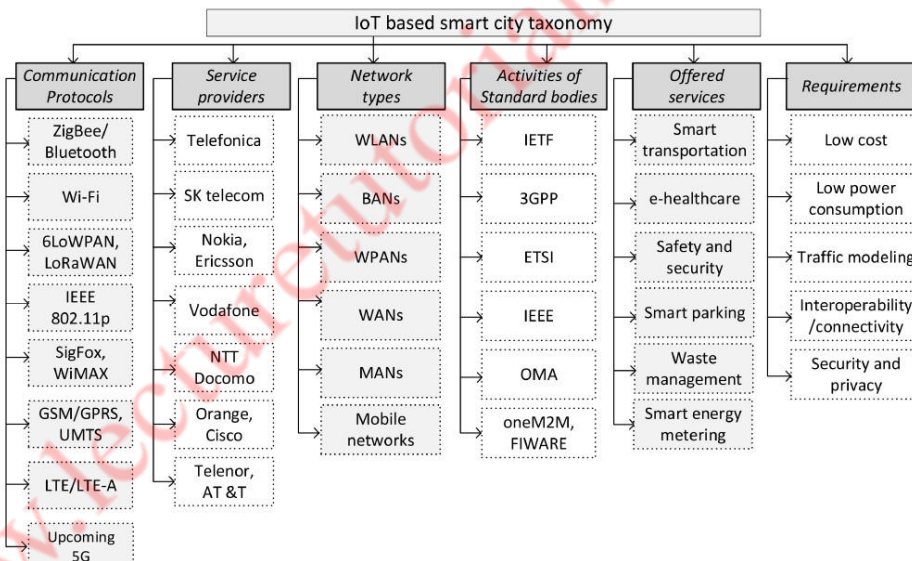 IoT based smart city taxonomy
Communication
Protocols
ZigBee/
Bluetooth
Wi-Fi
6LoWPAN,
LoRaWAN
IEEE
802.11p
SigFox,
WiMAX
GSM/GPRS,
UMTS
LTE/LTE-A
Upcoming
5G
Service
providers
Telefonica
SK telecom
Nokia,
Ericsson
Vodafone
NTT
Docomo
Orange,
Cisco
Telenor,
AT &T
Network
types
WLANs
BANs
WPANs
WANs
MANs
Mobile
networks
Activities of
Standard bodies
IETF
3GPP
ETSI
IEEE
OMA
oneM2M,
FIWARE
Offered
services
Smart
transportation
e-healthcare
Safety and
security
Smart parking
Waste
management
Smart energy
metering
Requirements
Low cost
Low power
consumption
Traffic modeling
Interoperability
/connectivity
Security and
privacy
w.lecturetutorial